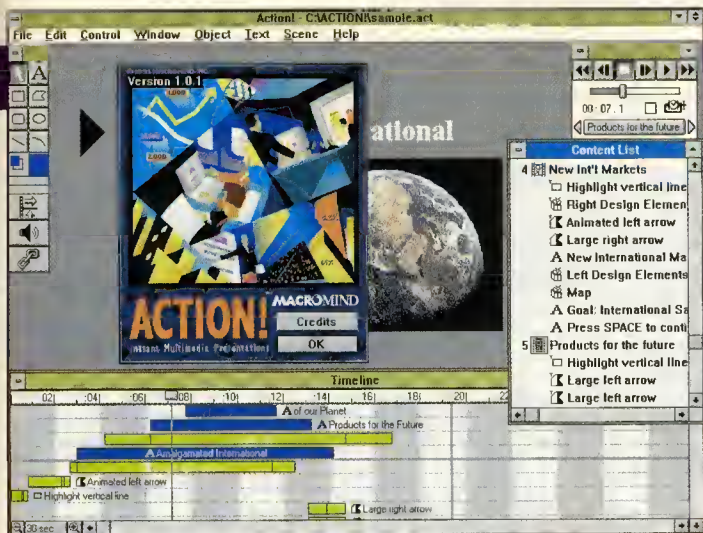 Action! - C:\ACTION!\sample.act
File Edit Control Window Object Text Scene Help
Version 1.0.1
ational
ACTION!
MACROMIND
Instant Multimedia Presentations
Credits
OK
00:07.1
Products for the future
Content List
4 New Int'l Markets
Highlight vertical line
Right Design Elemen
Animated left arrow
Large right arrow
A New International Ma
Left Design Elements
Map
A Goal: International Sa
A Press SPACE to conti
5 Products for the future
Highlight vertical line
Large left arrow
Large left arrow
Timeline
02 :04 :06 :08 :10 :12 :14 :16 :18 :20 22
A of our Planet
A Products for the Future
A Amalgamated International
Animated left arrow
Highlight vertical line
Large right arrow
30 sec